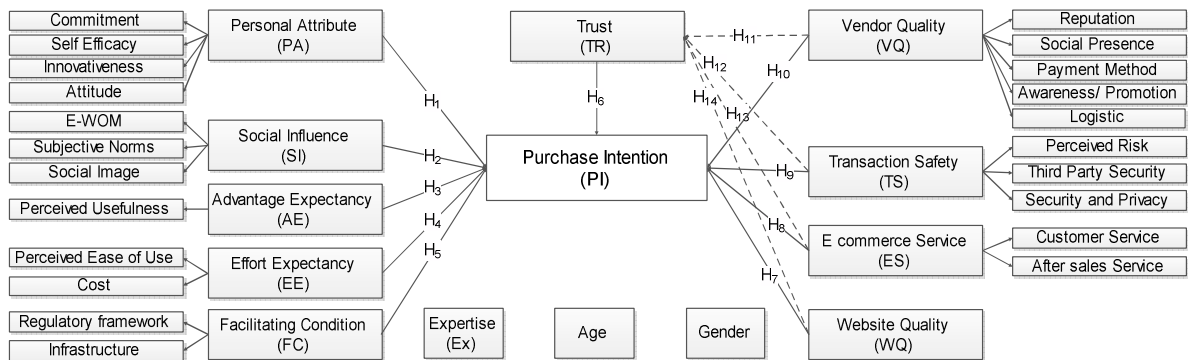 Commitment
Self Efficacy
Innovativeness
Attitude
E-WOM
Subjective Norms
Social Image
Perceived Usefulness
Perceived Ease of Use
Cost
Regulatory framework
Infrastructure
Personal Attribute
(PA)
Social Influence
(SI)
Advantage Expectancy
(AE)
Effort Expectancy
(EE)
Facilitating Condition
(FC)
H1
H2
H3
H4
H5
Trust
(TR)
H6
Purchase Intention
(PI)
Expertise
(Ex)
Age
Gender
H11
H12
H10
H14
H13
H9
H8
H7
Vendor Quality
(VQ)
Transaction Safety
(TS)
E commerce Service
(ES)
Website Quality
(WQ)
Reputation
Social Presence
Payment Method
Awareness/ Promotion
Logistic
Perceived Risk
Third Party Security
Security and Privacy
Customer Service
After sales Service